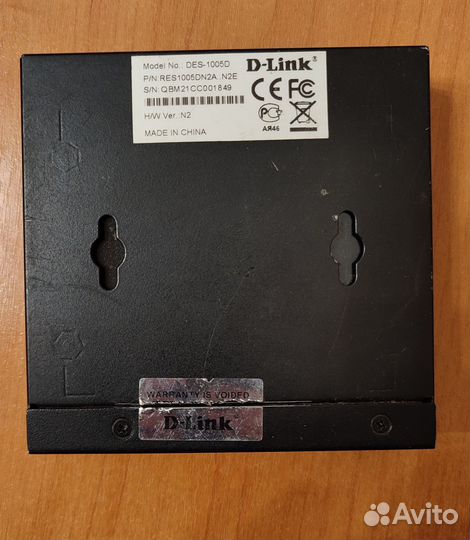 Model No.: DES-1005D
D-Link®
P/N:RES1005DN2A..N2E
S/N:QBM21CC001849
CE FC
H/W Ver.:N2
MADE IN CHINA
АЯ46
WARRANTY IS VOIDED
D-Link
Avito